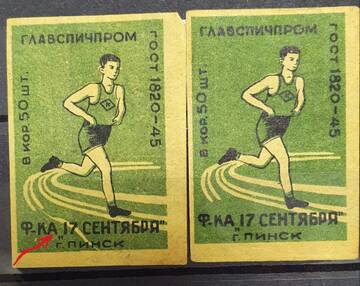 ГЛАВСПИЧПРОМ
В КОР. 50 ШТ.
ГОСТ 1820-45
Ф-КА „17 СЕНТЯБРЯ"
Г. ПИНСК
ГЛАВСПИЧПРОМ
В КОР. 50 ШТ.
ГОСТ 1820-45
Ф-КА „17 СЕНТЯБРЯ"
Г. ПИНСК